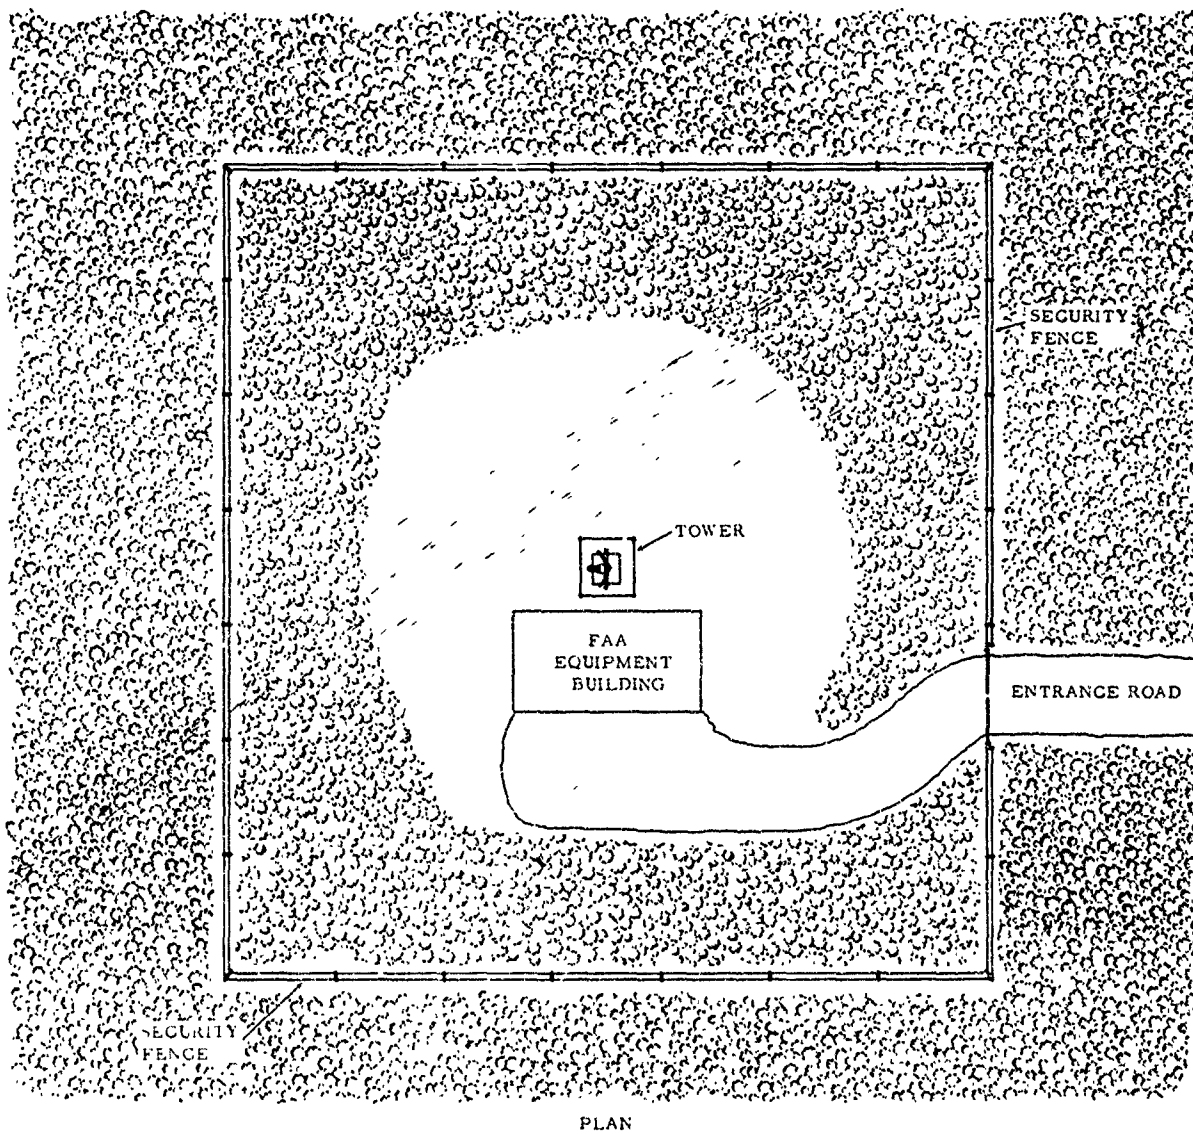 SECURITY
FENCE
TOWER
FAA
EQUIPMENT
BUILDING
ENTRANCE ROAD
SECURITY
FENCE
PLAN